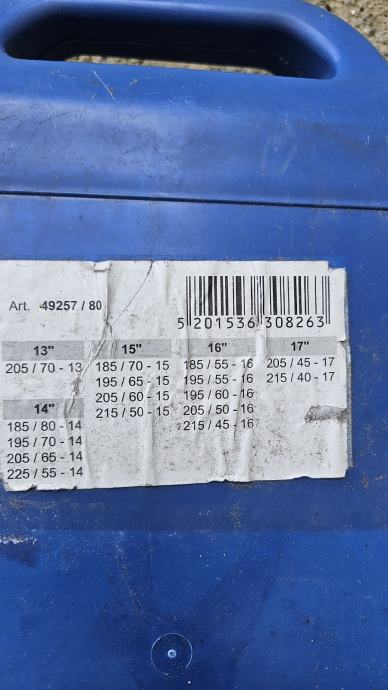 Art. 49257 / 80
5 201536 308263
13"
205 / 70 - 13
14"
185 / 80 - 14
195 / 70 - 14
205 / 65 - 14
225 / 55 - 14
15"
185 / 70 - 15
195 / 65 - 15
205 / 60 - 15
215 / 50 - 15
16"
185 / 55 - 16
195 / 55 - 16
195 / 60 - 16
205 / 50 - 16
215 / 45 - 16
17"
205 / 45 - 17
215 / 40 - 17